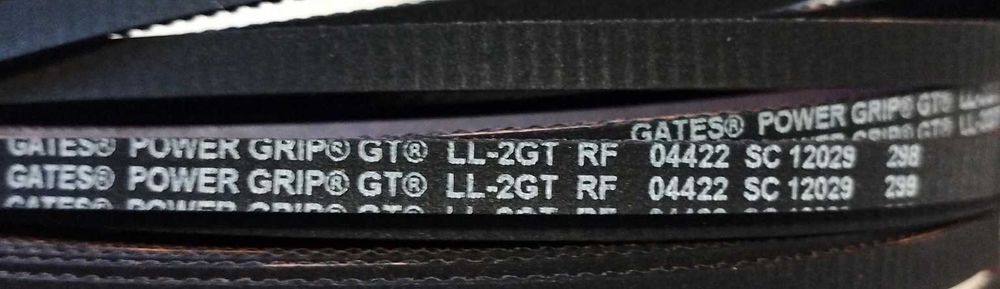 GATES® POWER GRIP® GT® LL
GATES® POWER GRIP® GT® LL-2GT RF 04422 SC 12029 298
GATES® POWER GRIP® GT® LL-2GT RF 04422 SC 12029 299